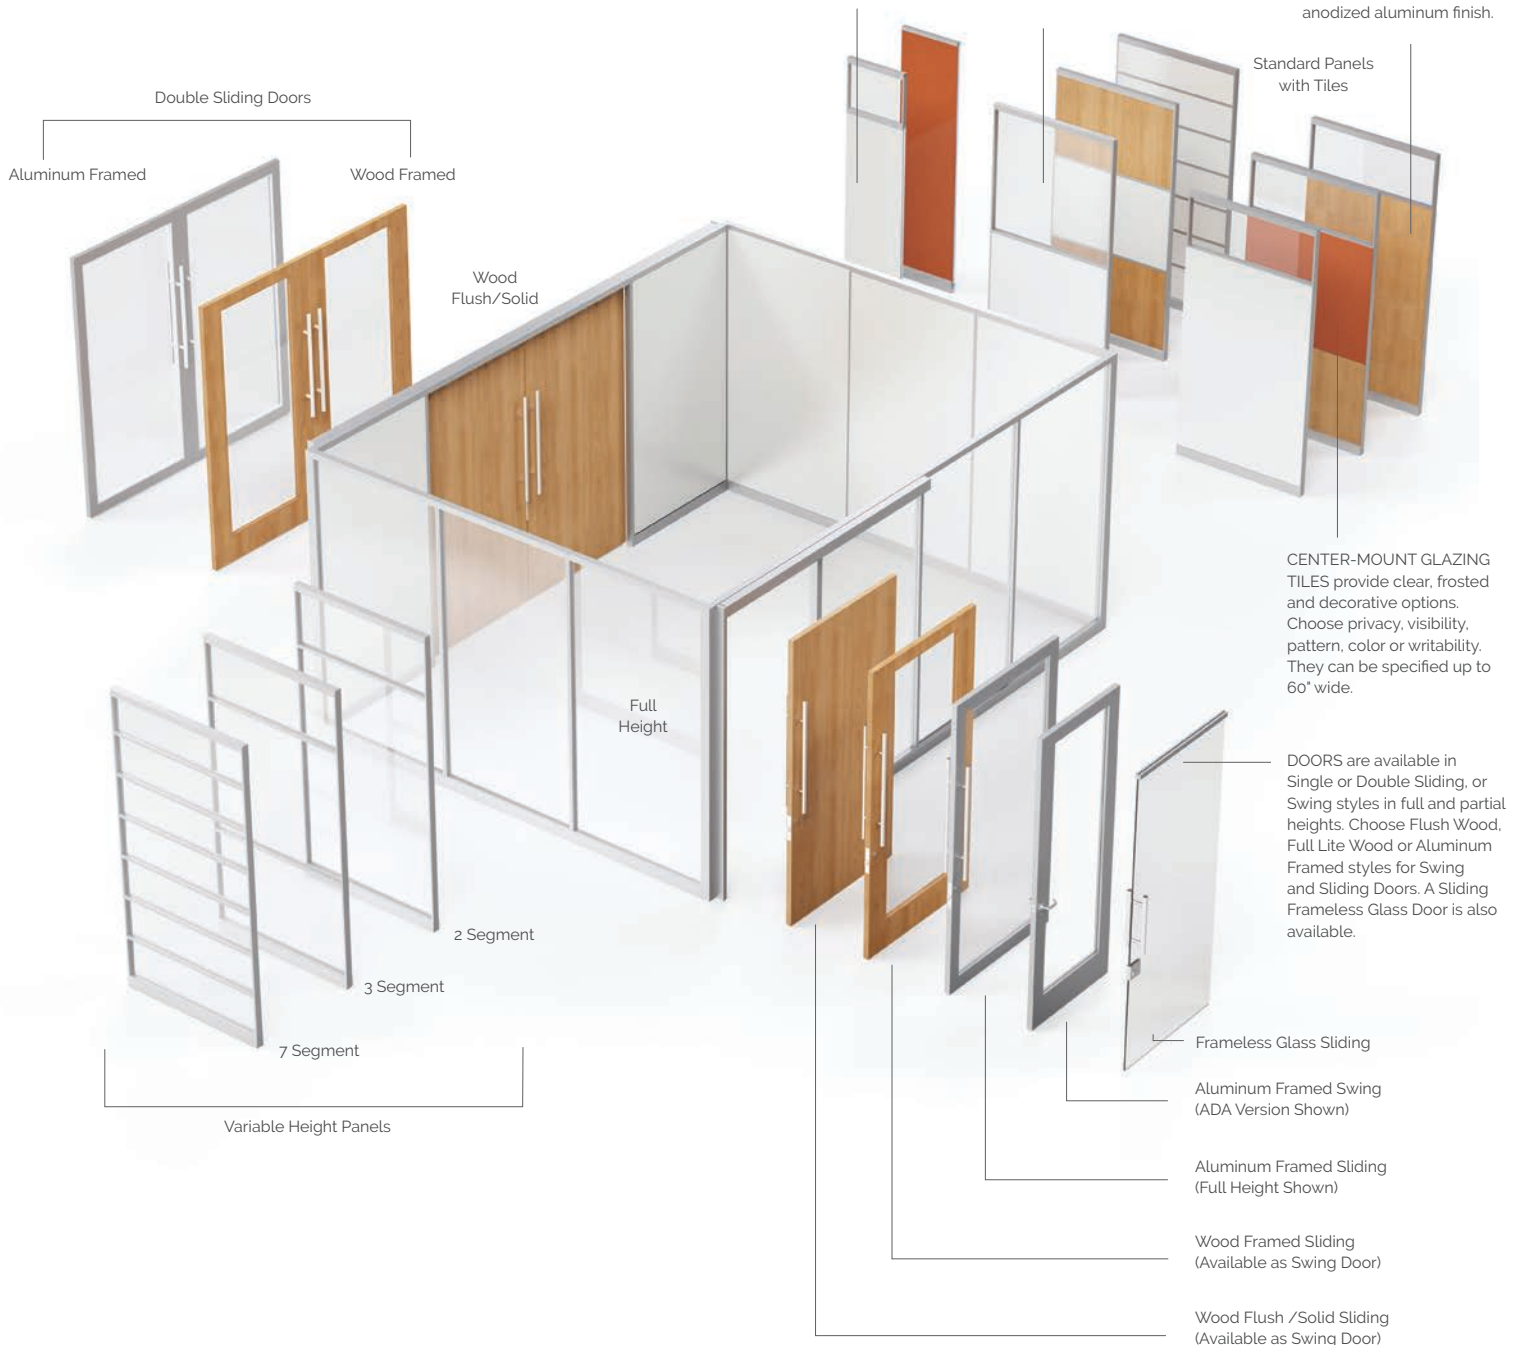 anodized aluminum finish.
Standard Panels
with Tiles
Double Sliding Doors
Aluminum Framed
Wood Framed
Wood
Flush/Solid
CENTER-MOUNT GLAZING
TILES provide clear, frosted
and decorative options.
Choose privacy, visibility,
pattern, color or writability.
They can be specified up to
60" wide.
Full
Height
DOORS are available in
Single or Double Sliding, or
Swing styles in full and partial
heights. Choose Flush Wood,
Full Lite Wood or Aluminum
Framed styles for Swing
and Sliding Doors. A Sliding
Frameless Glass Door is also
available.
2 Segment
3 Segment
7 Segment
Variable Height Panels
Frameless Glass Sliding
Aluminum Framed Swing
(ADA Version Shown)
Aluminum Framed Sliding
(Full Height Shown)
Wood Framed Sliding
(Available as Swing Door)
Wood Flush /Solid Sliding
(Available as Swing Door)